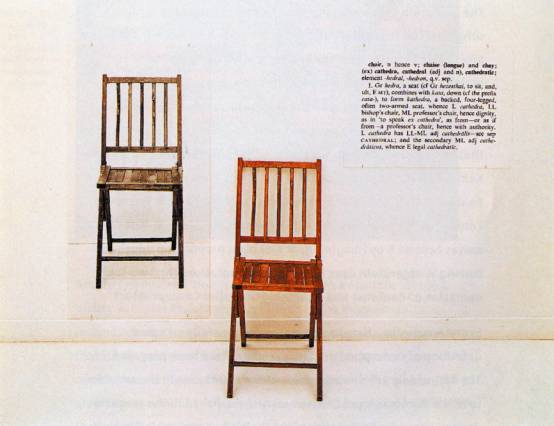 chair, n hence v; chaise (longue) and chay;
(ex) cathedra, cathedral (adj and n), cathedratic;
element -hedral, -hedron, q.v. sep.
1. Gr hedra, a seat (cf Gr hezesthai, to sit, and,
ult, E SIT), combines with kata, down (cf the prefix
cata-), to form kathedra, a backed, four-legged,
often two-armed seat, whence L cathedra, LL
bishop's chair, ML professor's chair, hence dignity,
as in 'to speak ex cathedra', as from—or as if
from—a professor's chair, hence with authority.
L cathedra has LL-ML adj cathedrālis—see sep
CATHEDRAL; and the secondary ML adj cathe-
drāticus, whence E legal cathedratic.